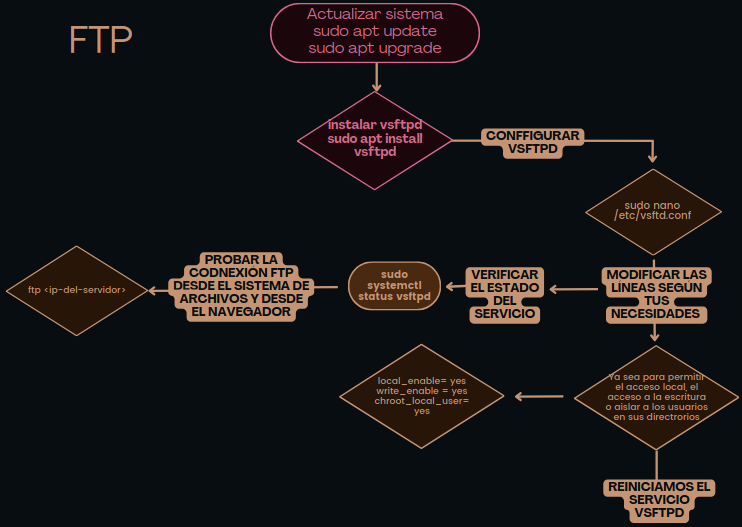 FTP
Actualizar sistema
sudo apt update
sudo apt upgrade
instalar vsftpd
sudo apt install
vsftpd
CONFFIGURAR
VSFTPD
sudo nano
/etc/vsftd.conf
MODIFICAR LAS
LINEAS SEGÚN
TUS
NECESIDADES
VERIFICAR
EL ESTADO
DEL
SERVICIO
sudo
systemctl
status vsftpd
PROBAR LA
CODNEXIÓN FTP
DESDE EL SISTEMA DE
ARCHIVOS Y DESDE
EL NAVEGADOR
ftp <ip-del-servidor>
Ya sea para permitir
el acceso local, el
acceso a la escritura
o aislar a los usuarios
en sus directrorios
local_enable= yes
write_enable = yes
chroot_local_user=
yes
REINICIAMOS EL
SERVICIO
VSFTPD